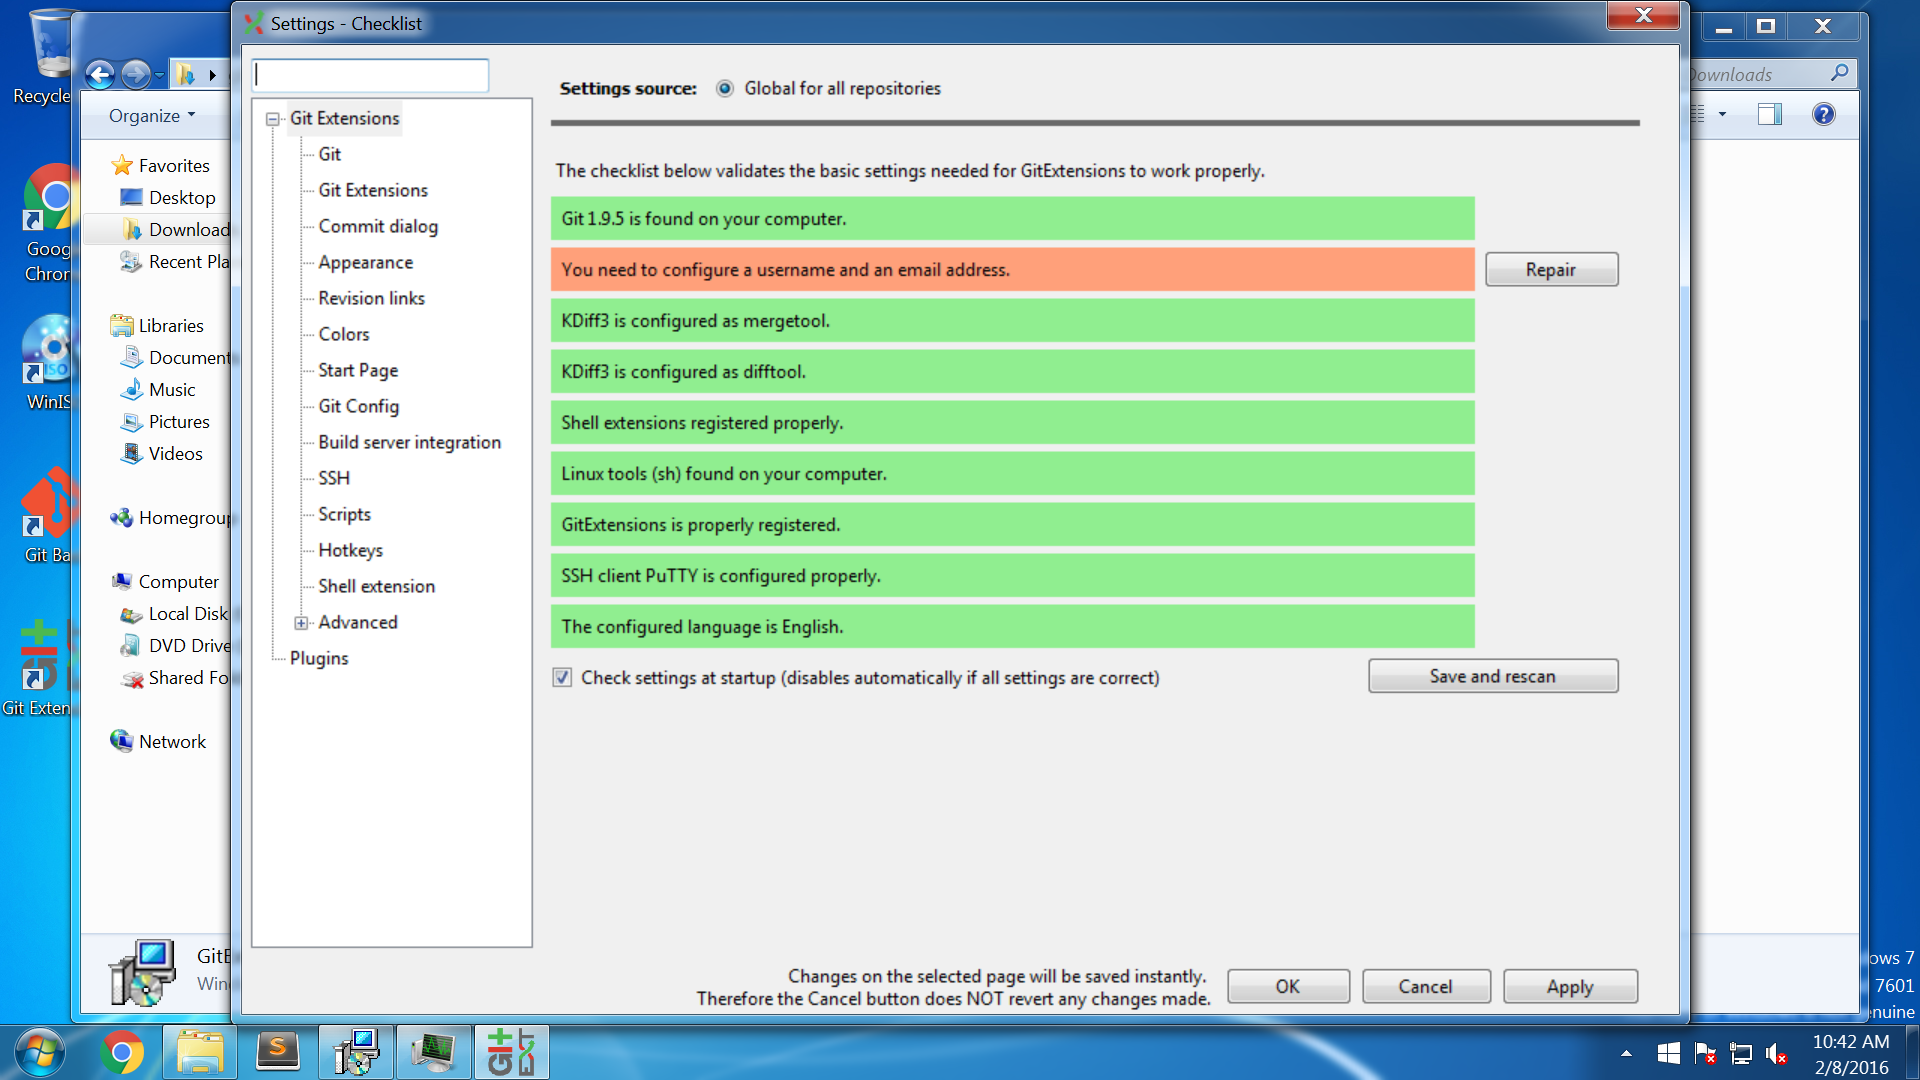 Settings - Checklist
Recycle
Organize
Downloads
Settings source:
Global for all repositories
Git Extensions
Git
Git Extensions
Commit dialog
Appearance
Revision links
Colors
Start Page
Git Config
Build server integration
SSH
Scripts
Hotkeys
Shell extension
Advanced
Plugins
The checklist below validates the basic settings needed for GitExtensions to work properly.
Git 1.9.5 is found on your computer.
You need to configure a username and an email address.
Repair
KDiff3 is configured as mergetool.
KDiff3 is configured as difftool.
Shell extensions registered properly.
Linux tools (sh) found on your computer.
GitExtensions is properly registered.
SSH client PuTTY is configured properly.
The configured language is English.
Check settings at startup (disables automatically if all settings are correct)
Save and rescan
Changes on the selected page will be saved instantly.
Therefore the Cancel button does NOT revert any changes made.
OK
Cancel
Apply
Favorites
Desktop
Download
Recent Pla
Libraries
Document
Music
Pictures
Videos
Homegroup
Computer
Local Disk
DVD Drive
Shared Fo
Network
GitE
Win
Goog
Chron
WinIS
ISO
Git Ba
Git Exten
ows 7
7601
enuine
S
Git
Ext
10:42 AM
2/8/2016